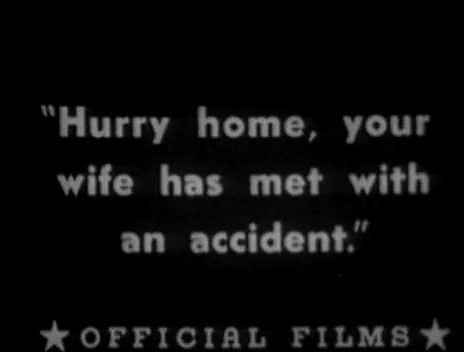 "Hurry home, your
wife has met with
an accident."
★ OFFICIAL FILMS ★